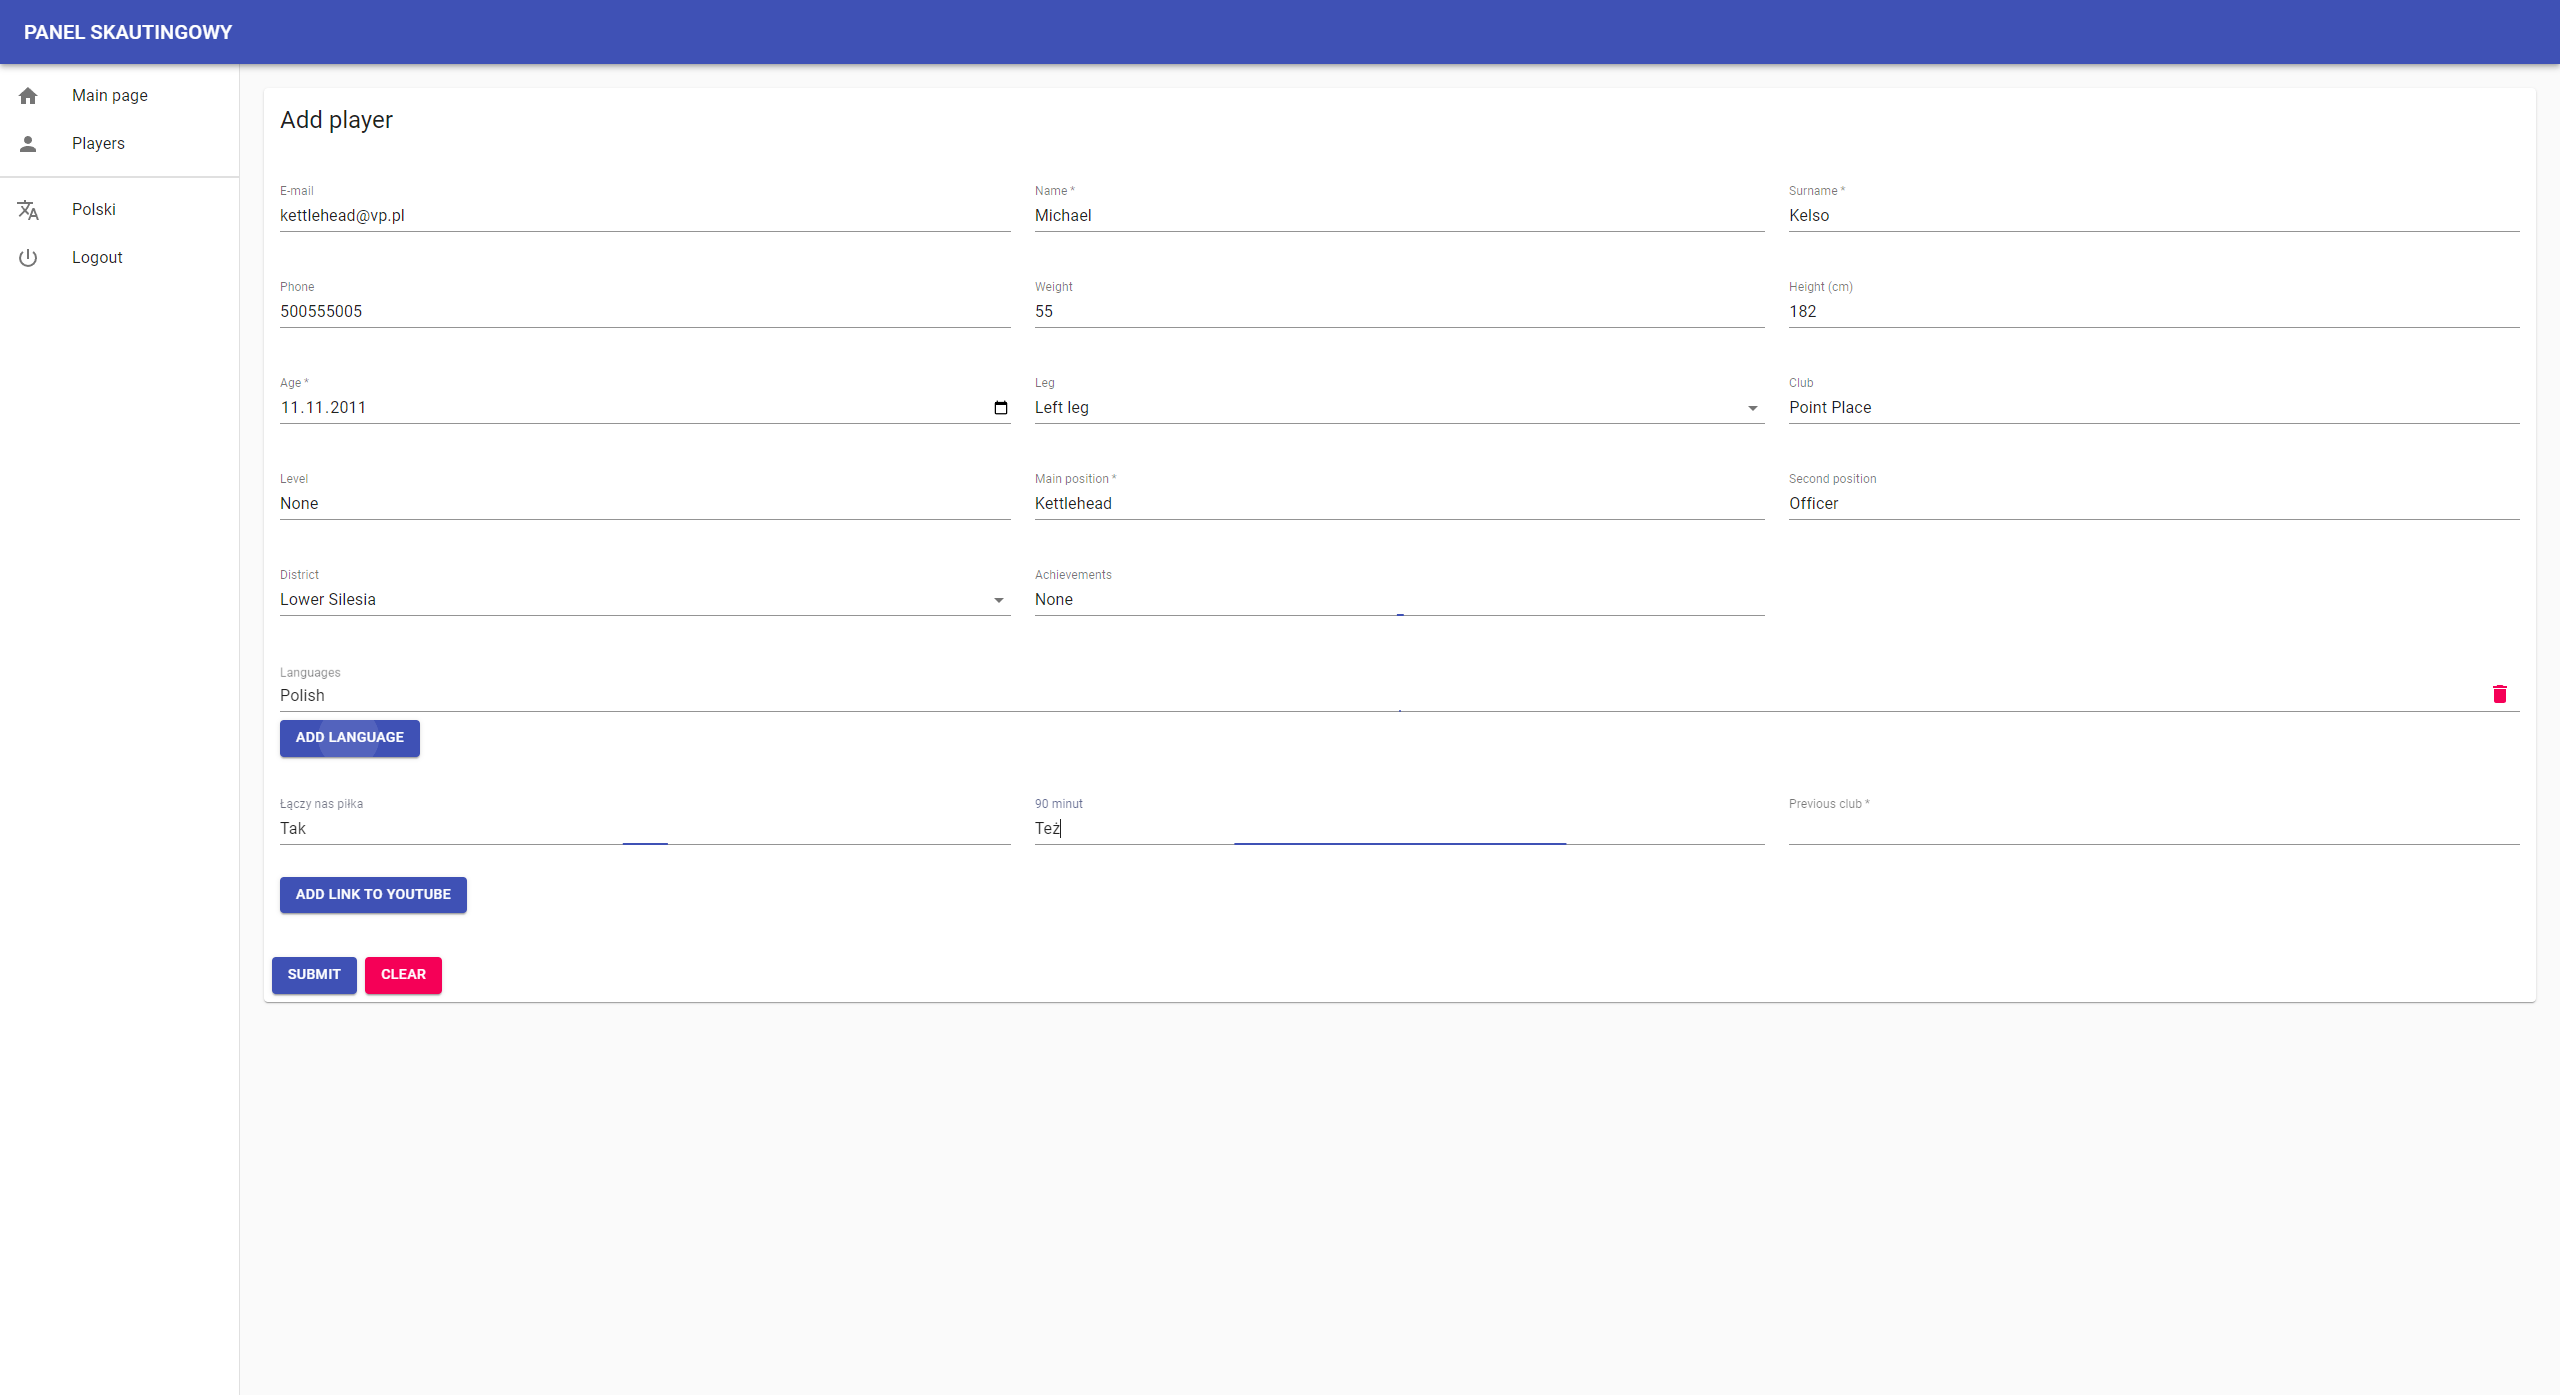 PANEL SKAUTINGOWY
Main page
Players
Polski
Logout
Add player
E-mail
kettlehead@vp.pl
Name *
Michael
Surname *
Kelso
Phone
500555005
Weight
55
Height (cm)
182
Age *
11.11.2011
Leg
Left leg
Club
Point Place
Level
None
Main position *
Kettlehead
Second position
Officer
District
Lower Silesia
Achievements
None
Languages
Polish
ADD LANGUAGE
Łączy nas piłka
Tak
90 minut
Też
Previous club *
ADD LINK TO YOUTUBE
SUBMIT
CLEAR